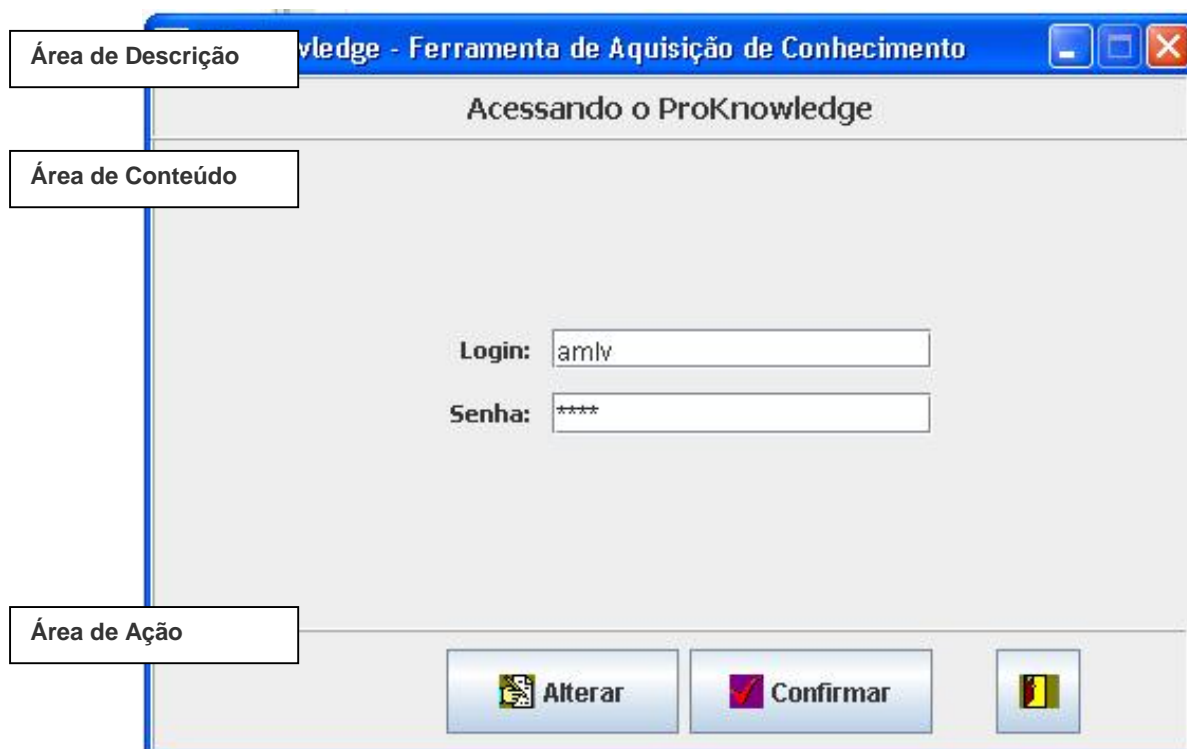 Área de Descrição
vledge - Ferramenta de Aquisição de Conhecimento
Acessando o ProKnowledge
Área de Conteúdo
Login: amlv
Senha: ****
Área de Ação
Alterar Confirmar